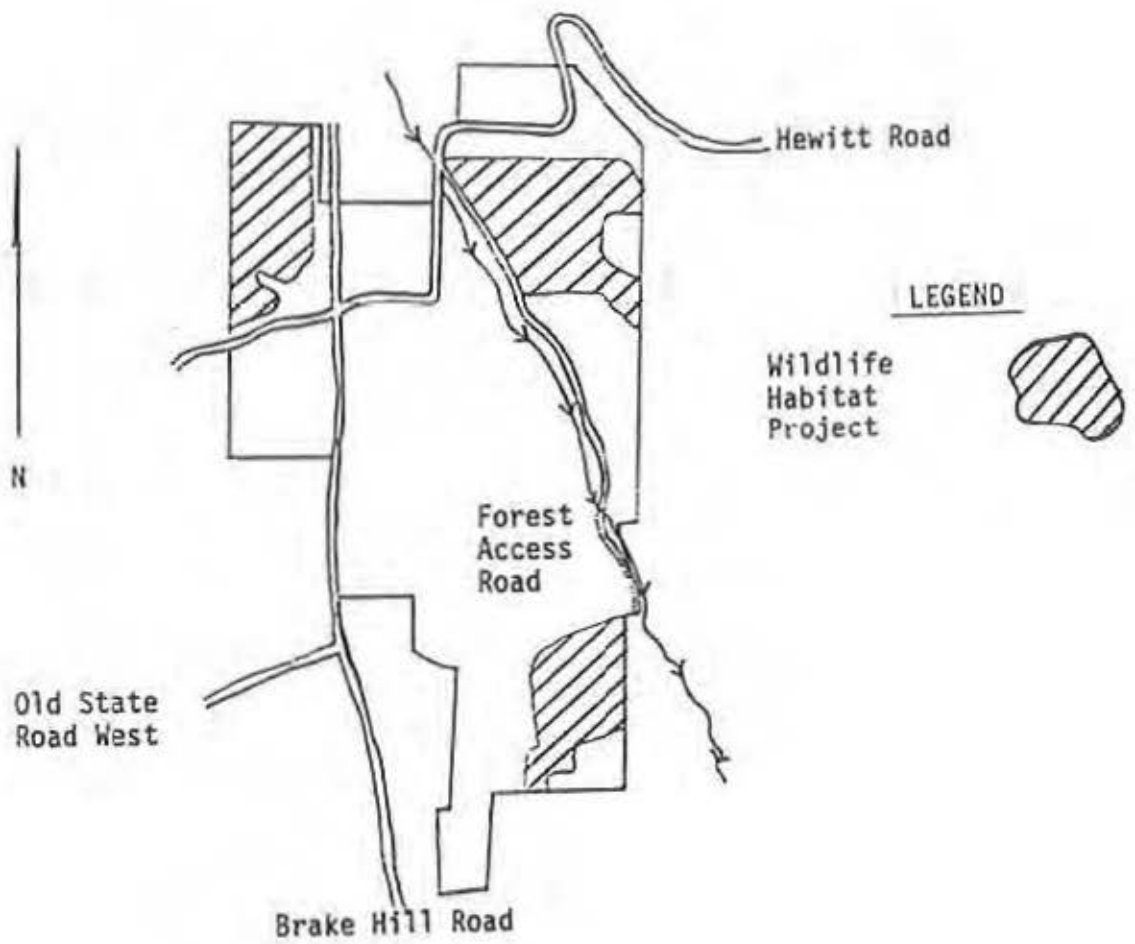 Hewitt Road
LEGEND
Wildlife
Habitat
Project
N
Forest
Access
Road
Old State
Road West
Brake Hill Road